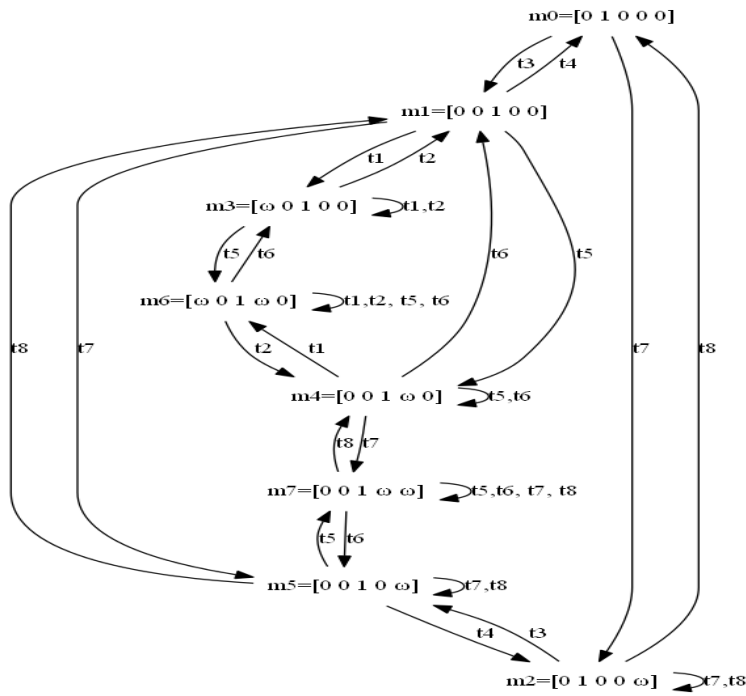 m0=[0 1 0 0 0]
t3 t4
m1=[0 0 1 0 0]
t1 t2
m3=[ω 0 1 0 0] t1,t2
t5 t6 t6 t5
m6=[ω 0 1 ω 0] t1,t2, t5, t6
t8 t7 t2 t1 t7 t8
m4=[0 0 1 ω 0] t5,t6
t8 t7
m7=[0 0 1 ω ω] t5,t6, t7, t8
t5 t6
m5=[0 0 1 0 ω] t7,t8
t4 t3
m2=[0 1 0 0 ω] t7,t8